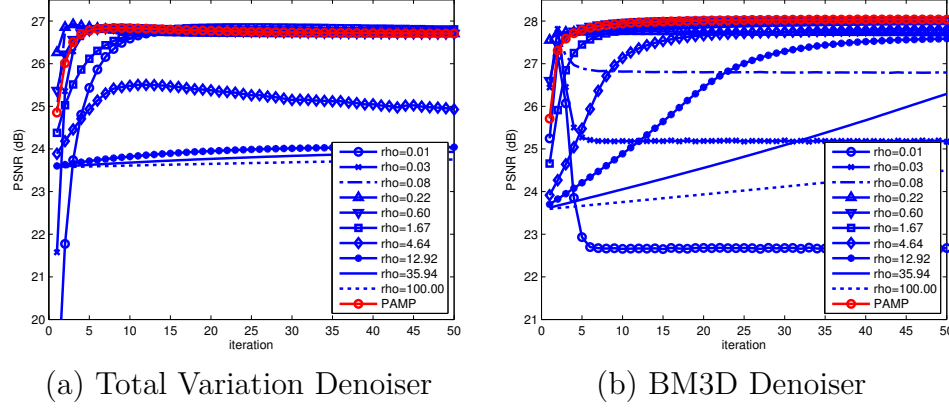 28
27
26
25
24
23
22
21
20
PSNR (dB)
0 5 10 15 20 25 30 35 40 45 50
iteration
rho=0.01
rho=0.03
rho=0.08
rho=0.22
rho=0.60
rho=1.67
rho=4.64
rho=12.92
rho=35.94
rho=100.00
PAMP
(a) Total Variation Denoiser
28
27
26
25
24
23
22
21
20
PSNR (dB)
0 5 10 15 20 25 30 35 40 45 50
iteration
rho=0.01
rho=0.03
rho=0.08
rho=0.22
rho=0.60
rho=1.67
rho=4.64
rho=12.92
rho=35.94
rho=100.00
PAMP
(b) BM3D Denoiser